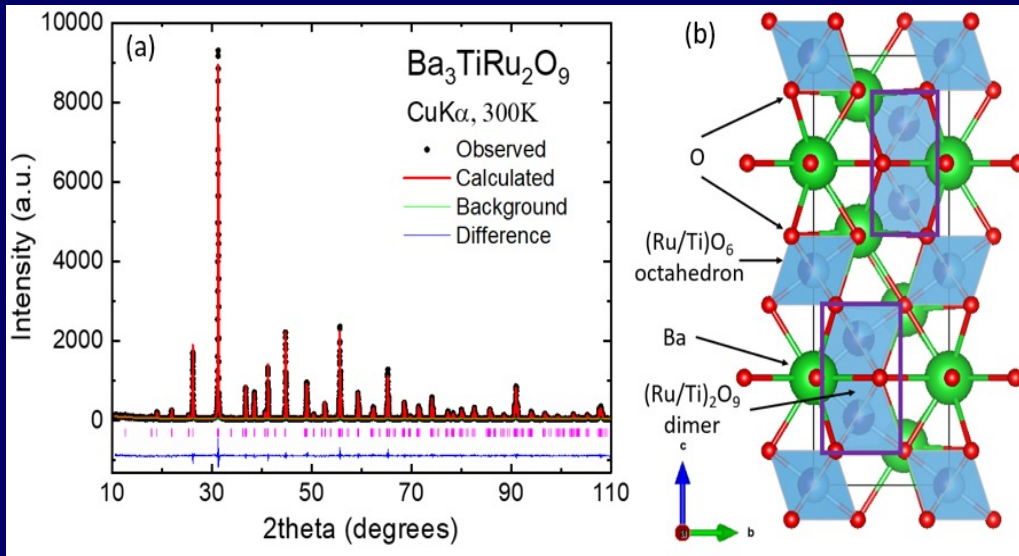 (a)
Ba₃TiRu₂O₉
CuKα, 300K
Observed
Calculated
Background
Difference
Intensity (a.u.)
10000
8000
6000
4000
2000
0
10 30 50 70 90 110
2theta (degrees)
(b)
O
(Ru/Ti)O₆
octahedron
Ba
(Ru/Ti)₂O₉
dimer
c
a
b